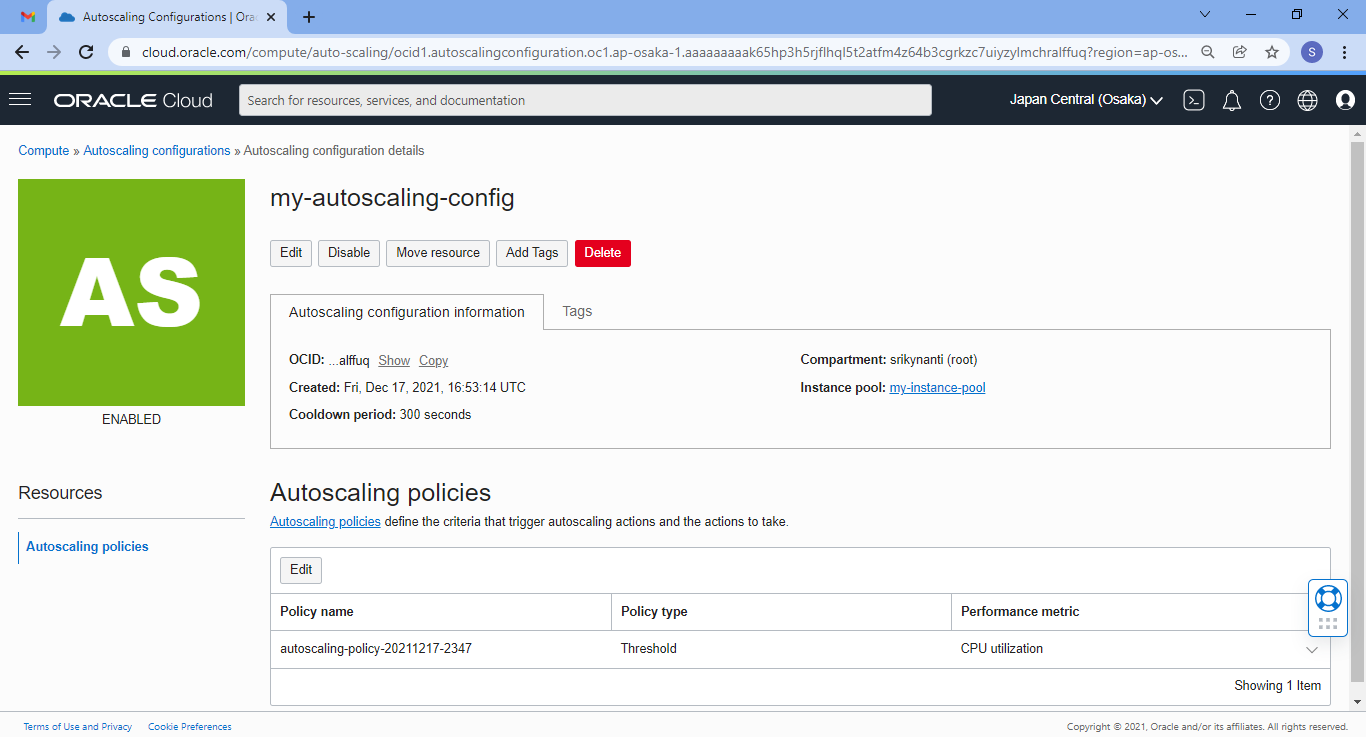 Autoscaling Configurations | Ora
cloud.oracle.com/compute/auto-scaling/ocid1.autoscalingconfiguration.oc1.ap-osaka-1.aaaaaaaaak65hp3h5rjflhql5t2atfm4z64b3cgrkzc7uiyzylmchralffuq?region=ap-os...
S
ORACLE Cloud
Search for resources, services, and documentation
Japan Central (Osaka)
Compute » Autoscaling configurations » Autoscaling configuration details
AS
ENABLED
my-autoscaling-config
Edit Disable Move resource Add Tags Delete
Autoscaling configuration information Tags
OCID: ...alffuq Show Copy
Created: Fri, Dec 17, 2021, 16:53:14 UTC
Cooldown period: 300 seconds
Compartment: srikynanti (root)
Instance pool: my-instance-pool
Resources
Autoscaling policies
Autoscaling policies
Autoscaling policies define the criteria that trigger autoscaling actions and the actions to take.
Edit
Policy name Policy type Performance metric
autoscaling-policy-20211217-2347 Threshold CPU utilization
Showing 1 Item
Terms of Use and Privacy Cookie Preferences
Copyright © 2021, Oracle and/or its affiliates. All rights reserved.